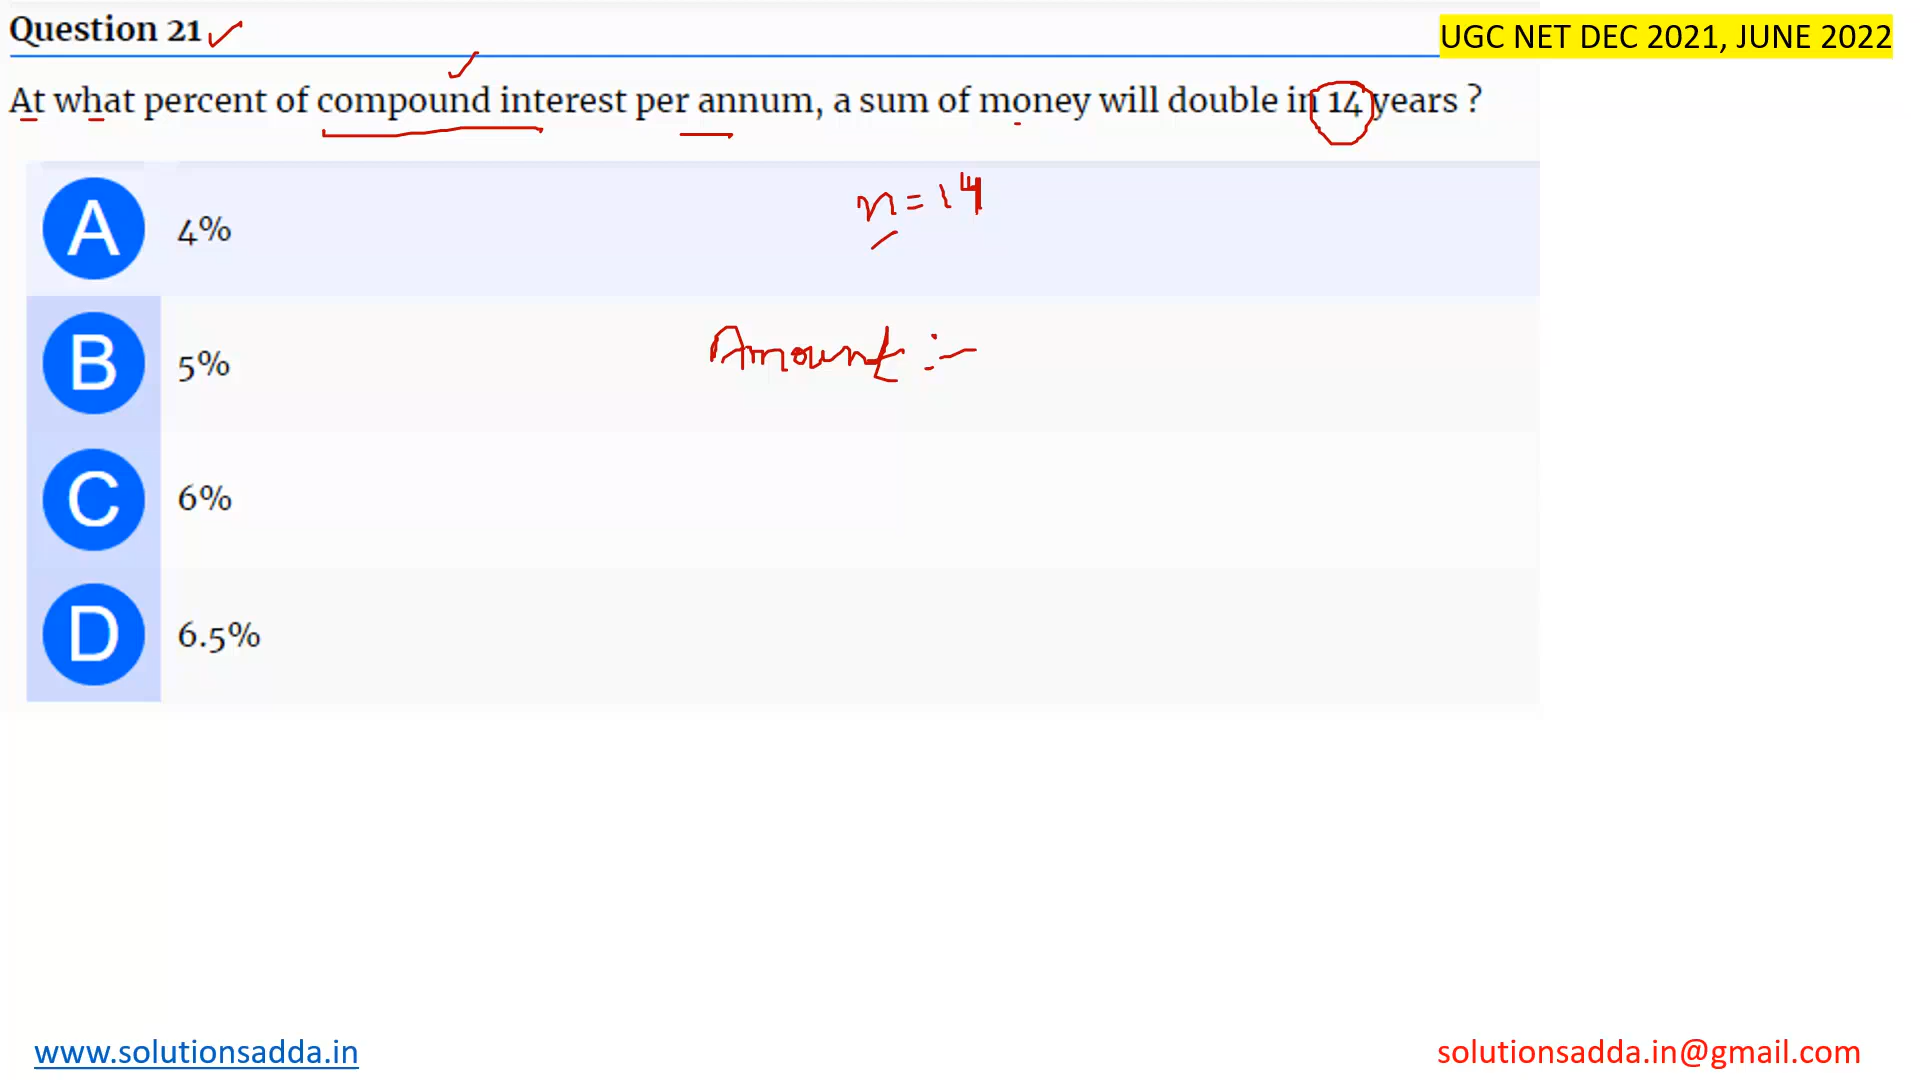 Question 21
UGC NET DEC 2021, JUNE 2022
At what percent of compound interest per annum, a sum of money will double in 14 years ?
A 4%
n = 14
B 5%
Amount :-
C 6%
D 6.5%
www.solutionsadda.in
solutionsadda.in@gmail.com